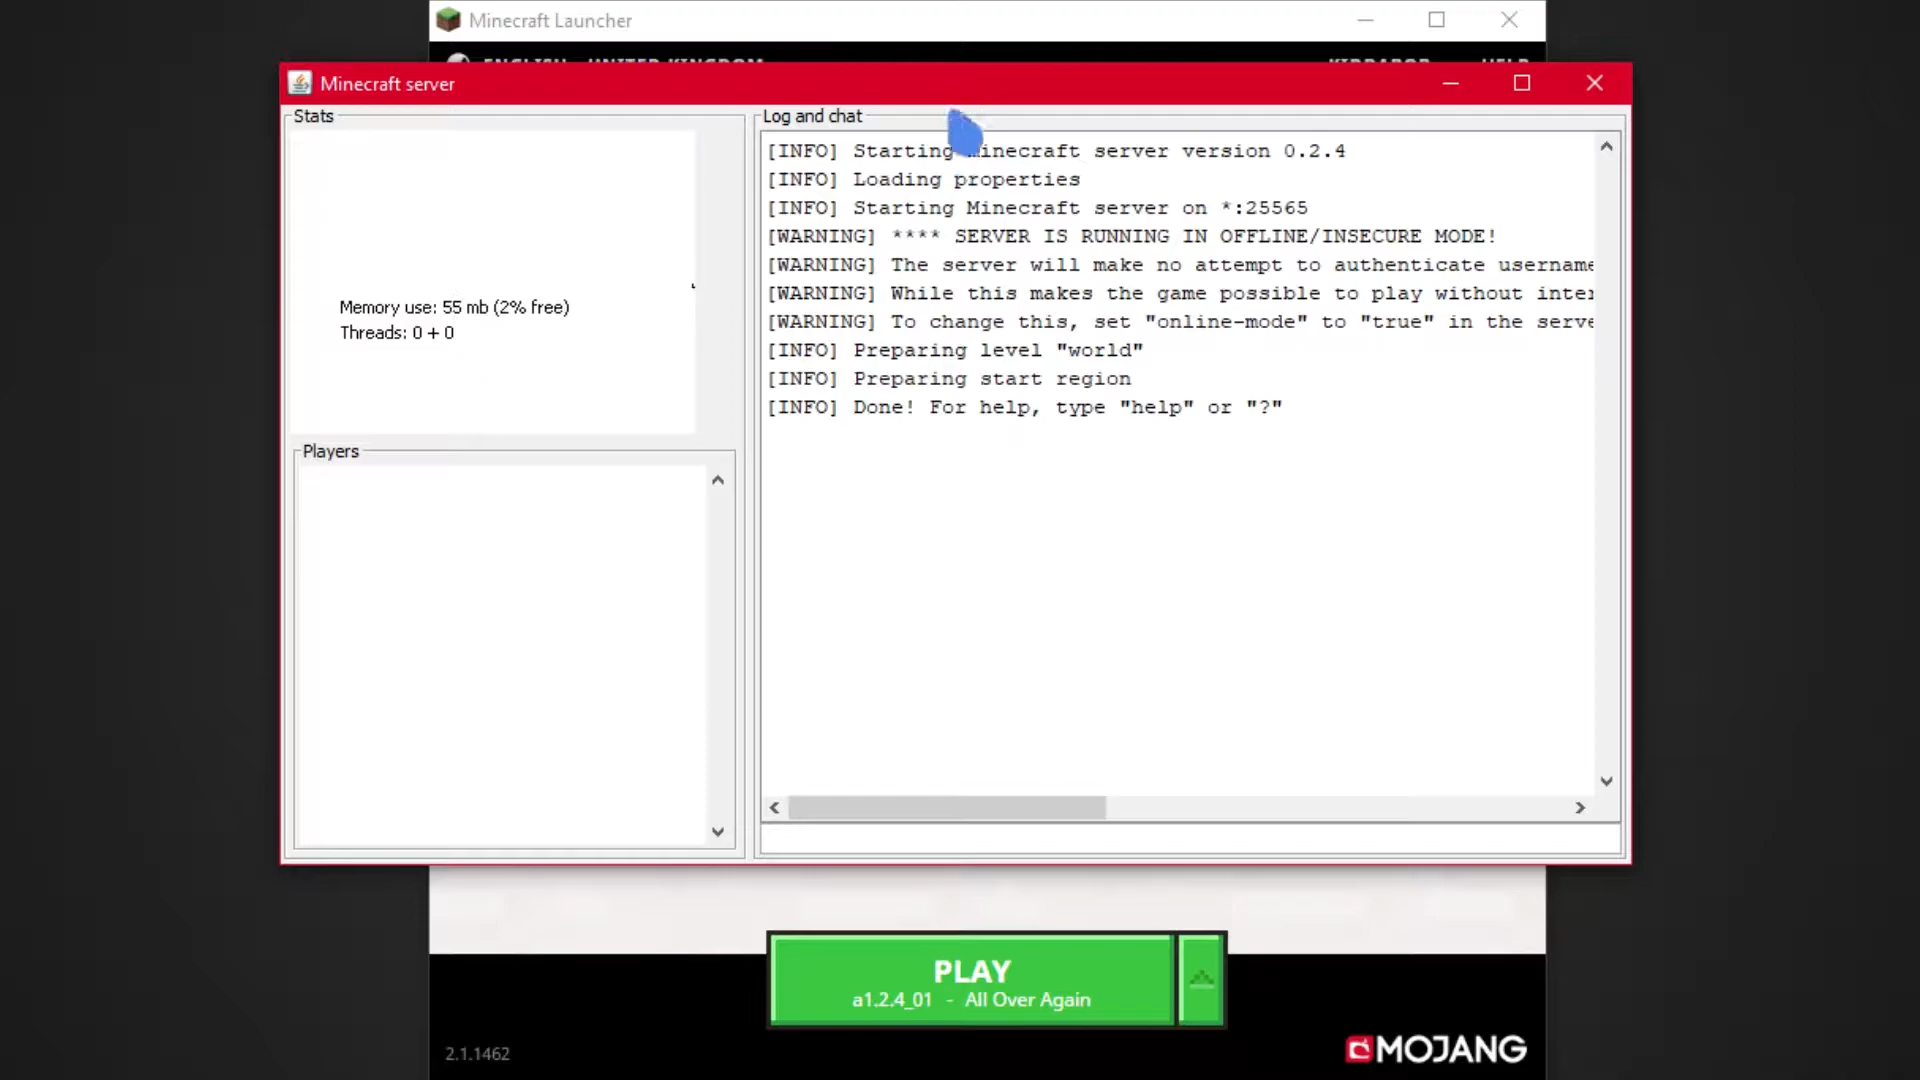 Minecraft Launcher
Minecraft server
Stats
Memory use: 55 mb (2% free)
Threads: 0 + 0
Players
Log and chat
[INFO] Starting Minecraft server version 0.2.4
[INFO] Loading properties
[INFO] Starting Minecraft server on *:25565
[WARNING] **** SERVER IS RUNNING IN OFFLINE/INSECURE MODE!
[WARNING] The server will make no attempt to authenticate username
[WARNING] While this makes the game possible to play without inter
[WARNING] To change this, set "online-mode" to "true" in the serve
[INFO] Preparing level "world"
[INFO] Preparing start region
[INFO] Done! For help, type "help" or "?"
PLAY
a1.2.4_01 - All Over Again
2.1.1462
MOJANG